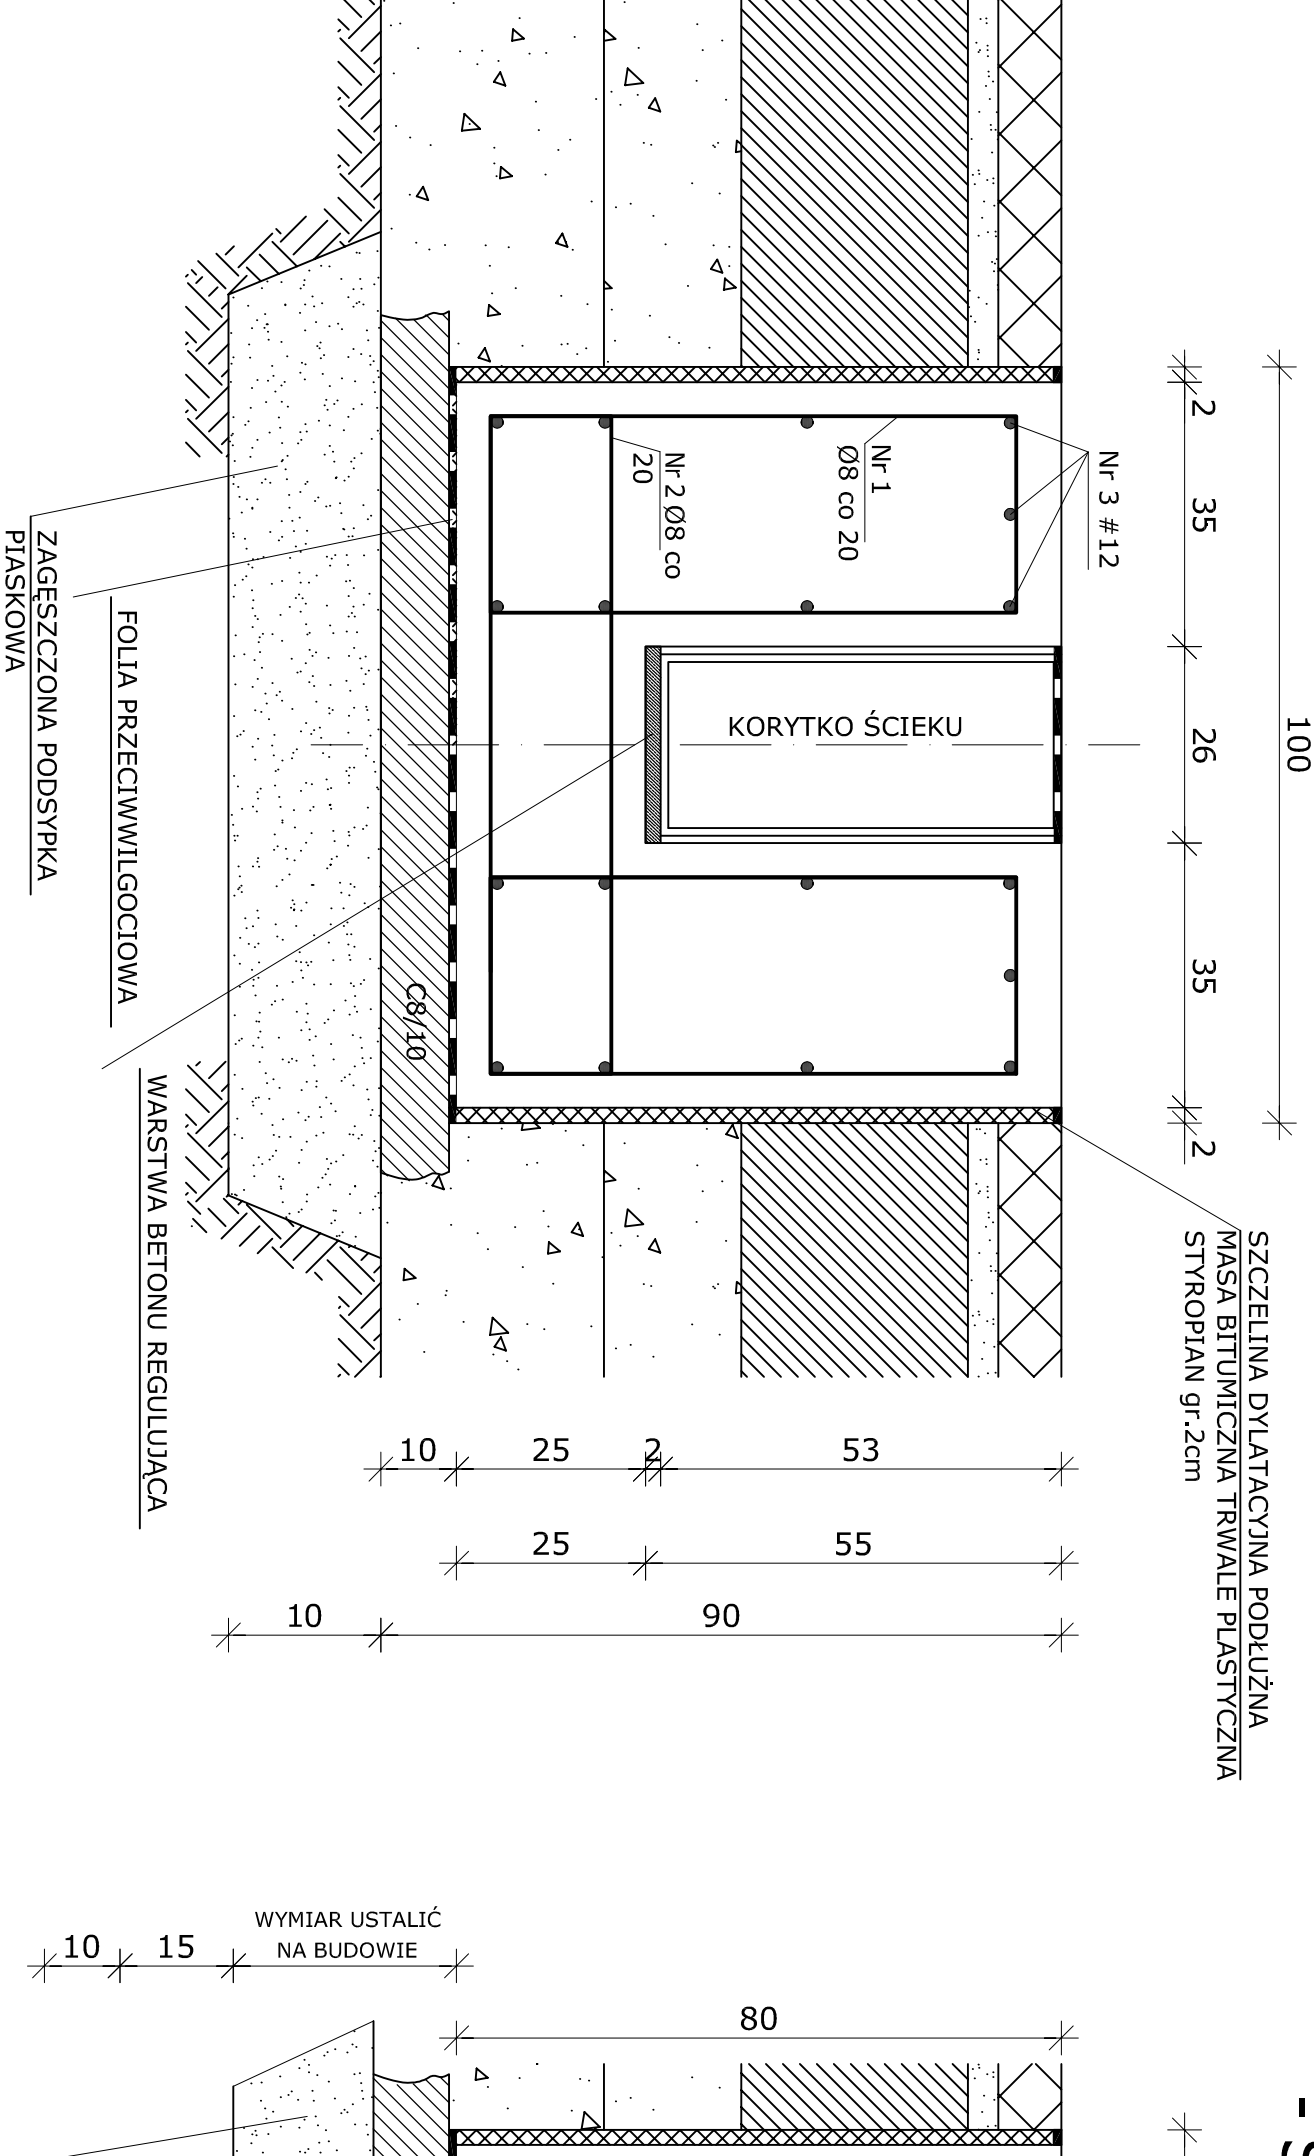 100
2
35
26
35
2
Nr 3 #12
Nr 1
Ø8 co 20
Nr 2 Ø8 co
20
KORYTKO ŚCIEKU
C8/10
ZAGĘSZCZONA PODSYPKA
PIASKOWA
FOLIA PRZECIWWILGOCIOWA
WARSTWA BETONU REGULUJĄCA
SZCZELINA DYLATACYJNA PODŁUŻNA
MASA BITUMICZNA TRWALE PLASTYCZNA
STYROPIAN gr.2cm
10
25
2
53
25
55
10
90
WYMIAR USTALIĆ
NA BUDOWIE
10
15
80